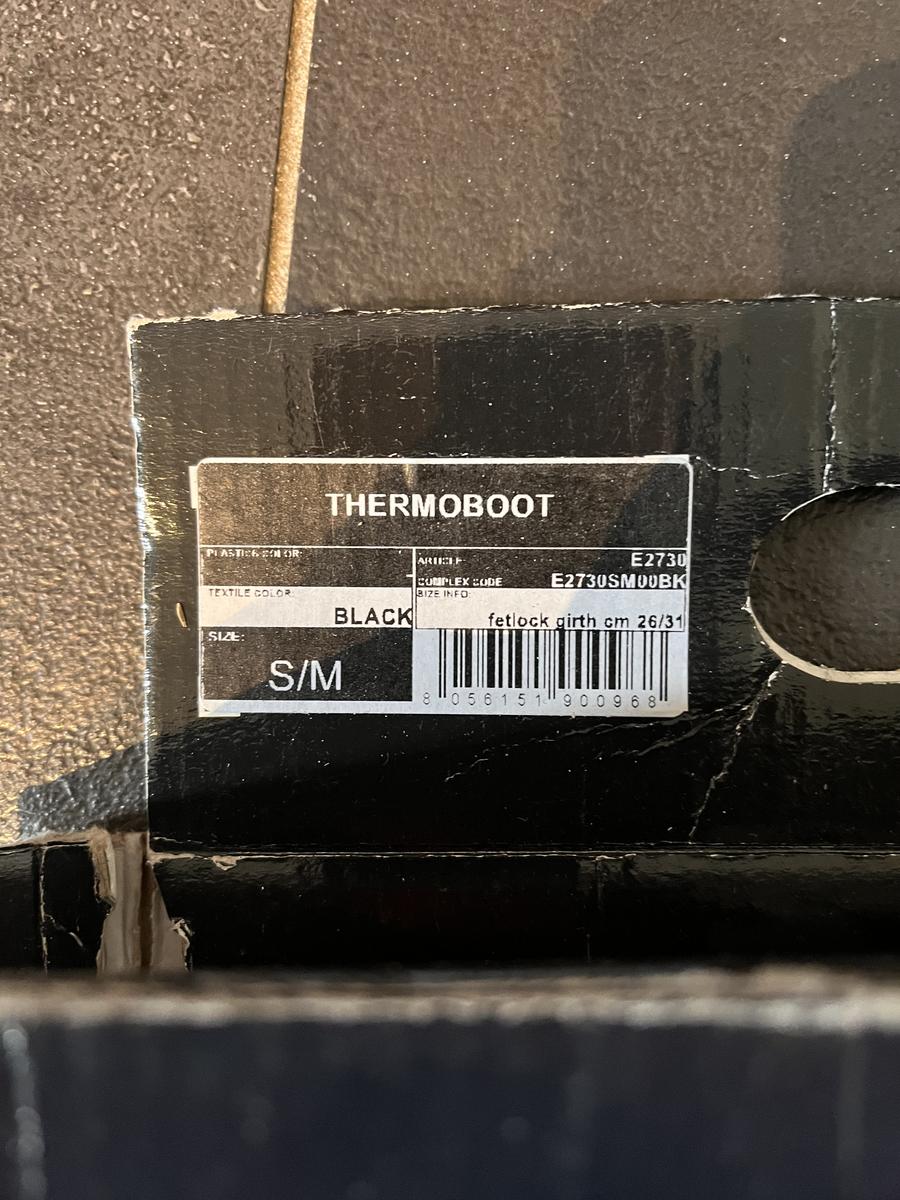 THERMOBOOT
PLASTIC COLOR:
-
ARTICLE E2730
COMPLEX CODE E2730SM00BK
TEXTILE COLOR:
BLACK
SIZE INFO:
fetlock girth cm 26/31
SIZE:
S/M
8 056151 900968